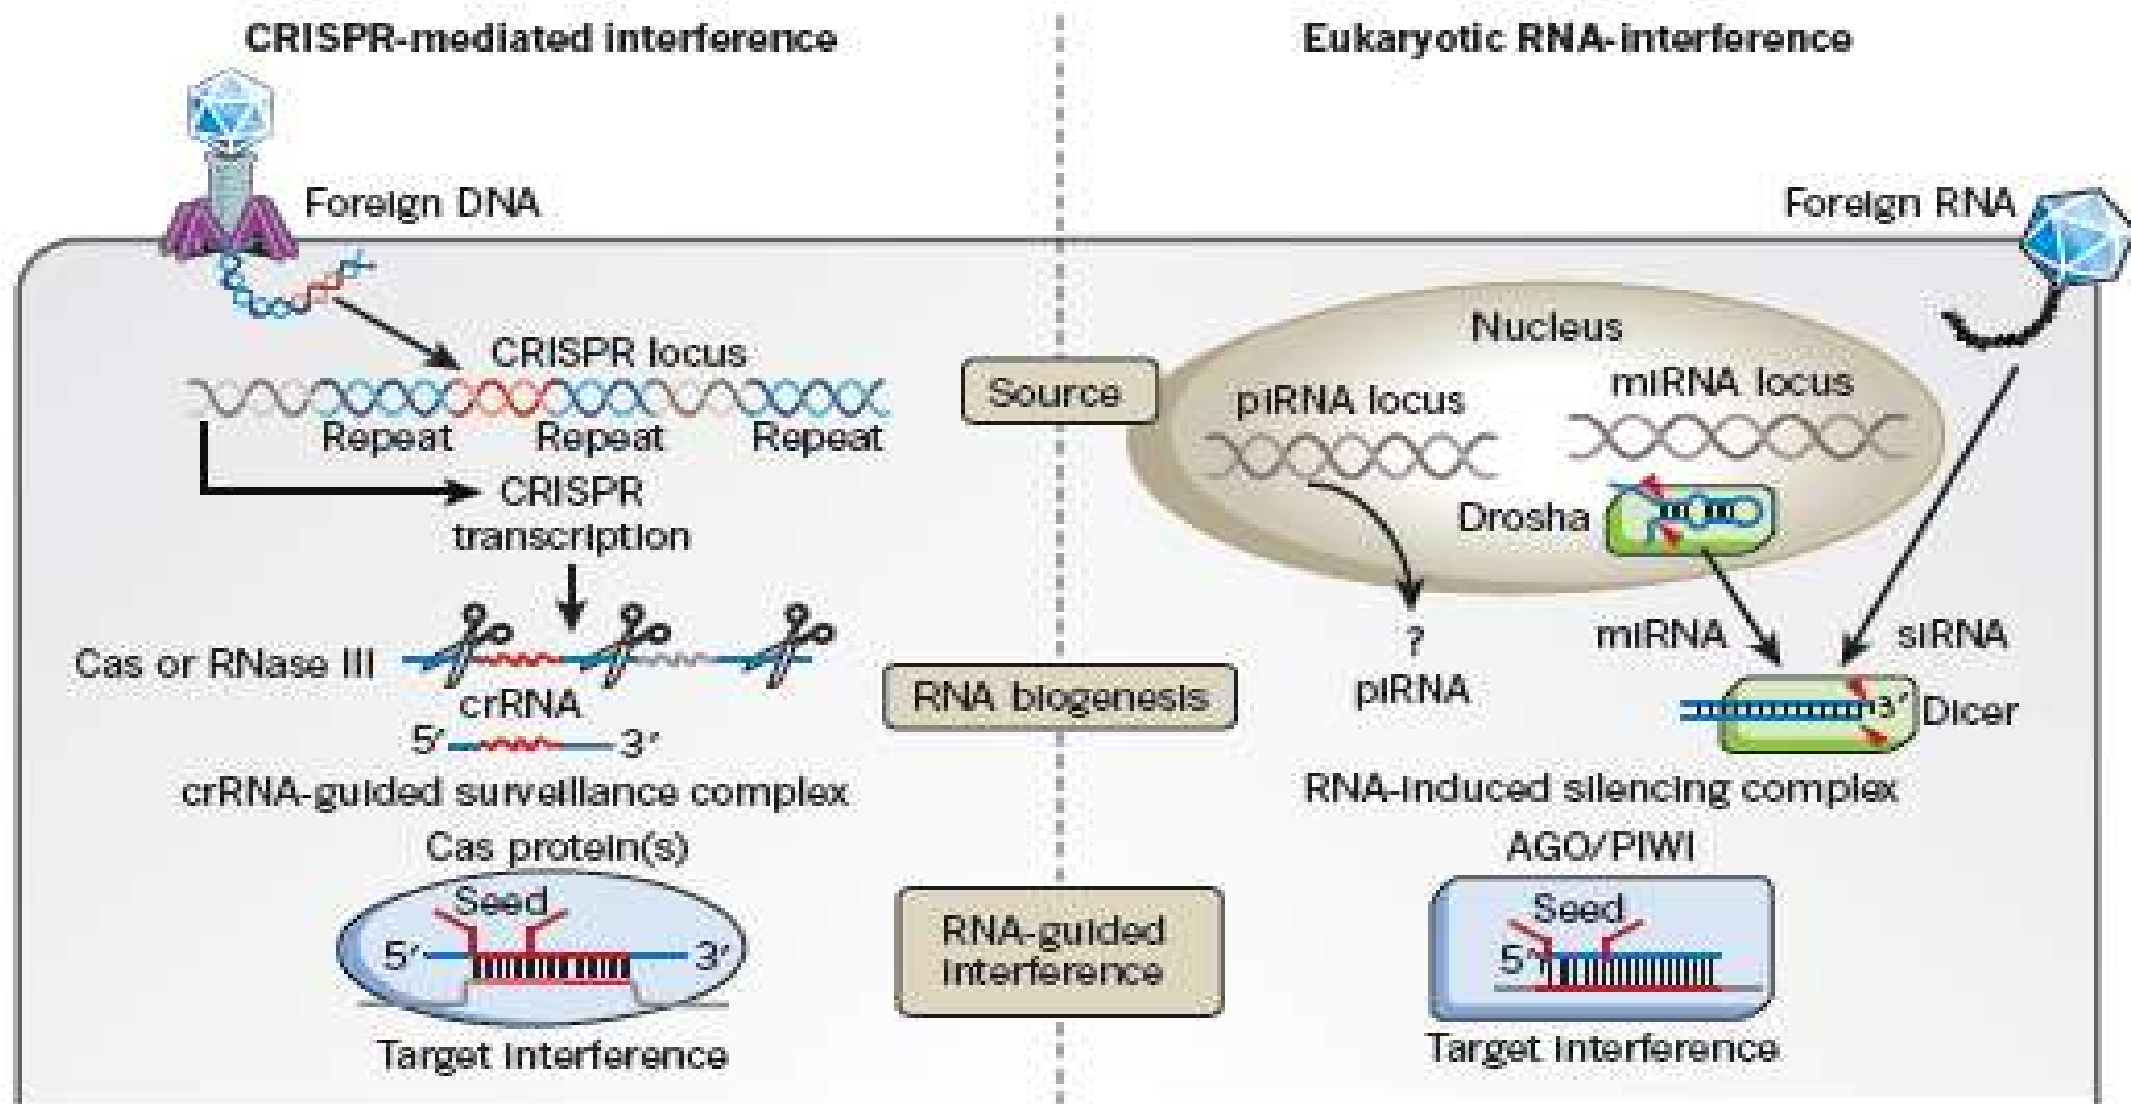 CRISPR-mediated interference
Eukaryotic RNA-interference
Foreign DNA
Foreign RNA
CRISPR locus
Repeat Repeat Repeat
CRISPR
transcription
Source
Nucleus
piRNA locus
miRNA locus
Drosha
?
piRNA
miRNA
siRNA
3′
Dicer
Cas or RNase III
crRNA
5′ 3′
RNA biogenesis
crRNA-guided surveillance complex
Cas protein(s)
Seed
5′ 3′
Target interference
RNA-guided
interference
RNA-induced silencing complex
AGO/PIWI
Seed
5′
Target interference